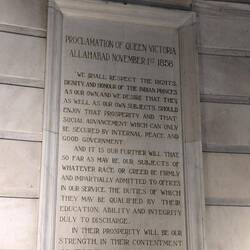 PROCLAMATION OF QUEEN VICTORIA
ALLAHABAD NOVEMBER 1ST 1858
WE SHALL RESPECT THE RIGHTS,
DIGNITY AND HONOUR OF THE INDIAN PRINCES
AS OUR OWN, AND WE DESIRE THAT THEY
AS WELL AS OUR OWN SUBJECTS SHOULD
ENJOY THAT PROSPERITY AND THAT
SOCIAL ADVANCEMENT WHICH CAN ONLY
BE SECURED BY INTERNAL PEACE AND
GOOD GOVERNMENT.
AND IT IS OUR FURTHER WILL THAT
SO FAR AS MAY BE, OUR SUBJECTS OF
WHATEVER RACE OR CREED BE FREELY
AND IMPARTIALLY ADMITTED TO OFFICES
IN OUR SERVICE, THE DUTIES OF WHICH
THEY MAY BE QUALIFIED BY THEIR
EDUCATION, ABILITY AND INTEGRITY
DULY TO DISCHARGE.
IN THEIR PROSPERITY WILL BE OUR
STRENGTH, IN THEIR CONTENTMENT